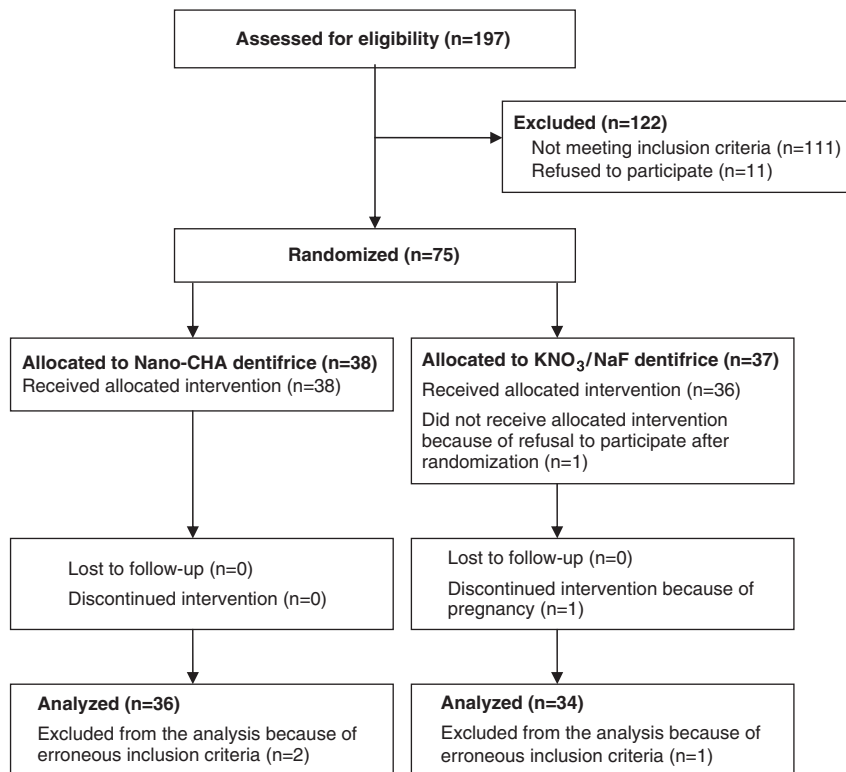 Assessed for eligibility (n=197)
Excluded (n=122)
Not meeting inclusion criteria (n=111)
Refused to participate (n=11)
Randomized (n=75)
Allocated to Nano-CHA dentifrice (n=38)
Received allocated intervention (n=38)
Allocated to KNO₃/NaF dentifrice (n=37)
Received allocated intervention (n=36)
Did not receive allocated intervention
because of refusal to participate after
randomization (n=1)
Lost to follow-up (n=0)
Discontinued intervention (n=0)
Lost to follow-up (n=0)
Discontinued intervention because of
pregnancy (n=1)
Analyzed (n=36)
Excluded from the analysis because of
erroneous inclusion criteria (n=2)
Analyzed (n=34)
Excluded from the analysis because of
erroneous inclusion criteria (n=1)